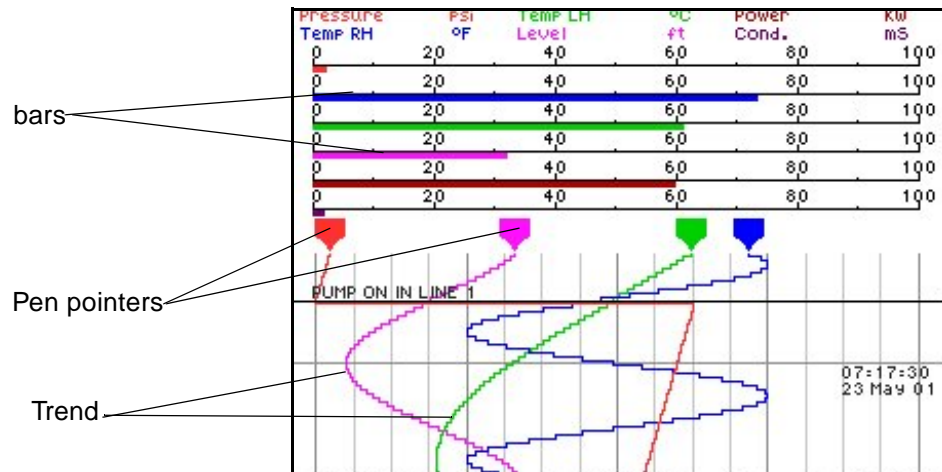 Pressure PSi Temp LH ºC Power KW
Temp RH ºF Level ft Cond. mS
0 20 40 60 80 100
0 20 40 60 80 100
bars
0 20 40 60 80 100
0 20 40 60 80 100
0 20 40 60 80 100
0 20 40 60 80 100
Pen pointers
PUMP ON IN LINE 1
07:17:30
23 May 01
Trend